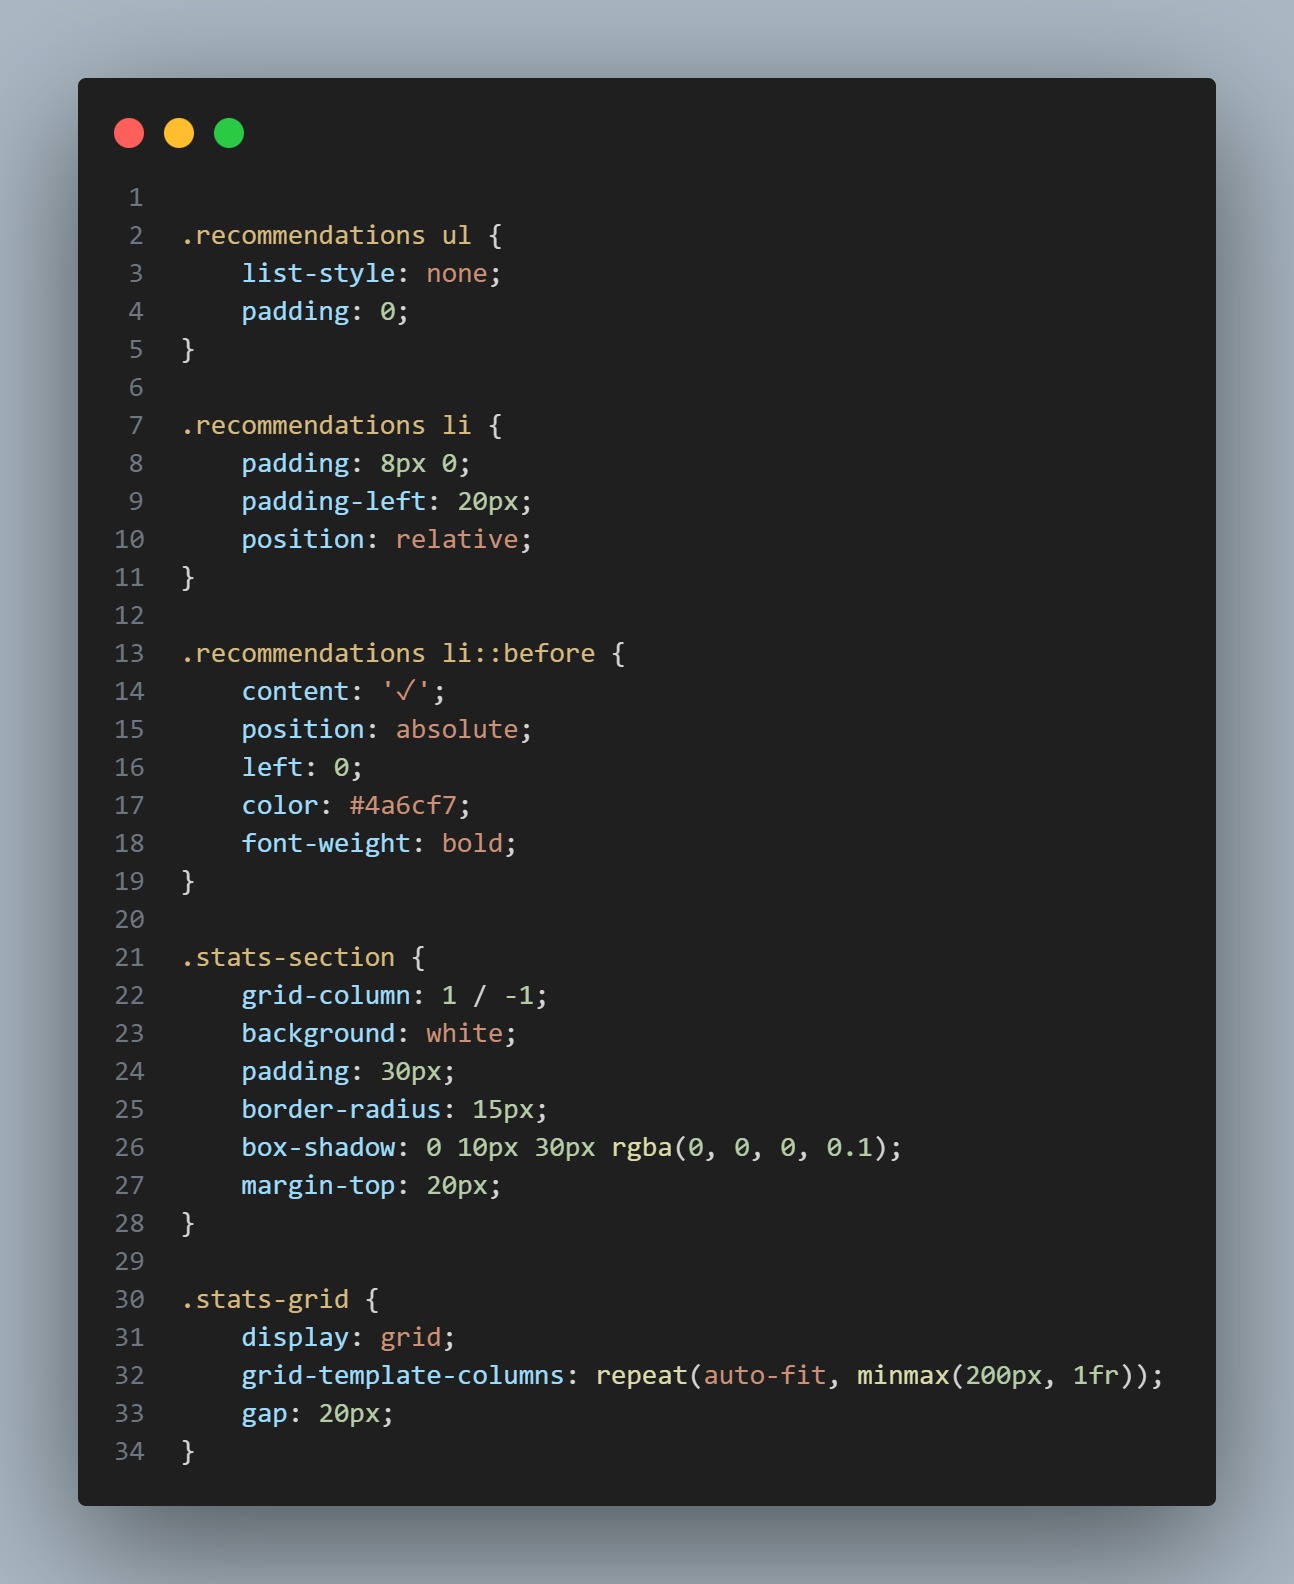 1
2 .recommendations ul {
3     list-style: none;
4     padding: 0;
5 }
6
7 .recommendations li {
8     padding: 8px 0;
9     padding-left: 20px;
10     position: relative;
11 }
12
13 .recommendations li::before {
14     content: '✓';
15     position: absolute;
16     left: 0;
17     color: #4a6cf7;
18     font-weight: bold;
19 }
20
21 .stats-section {
22     grid-column: 1 / -1;
23     background: white;
24     padding: 30px;
25     border-radius: 15px;
26     box-shadow: 0 10px 30px rgba(0, 0, 0, 0.1);
27     margin-top: 20px;
28 }
29
30 .stats-grid {
31     display: grid;
32     grid-template-columns: repeat(auto-fit, minmax(200px, 1fr));
33     gap: 20px;
34 }